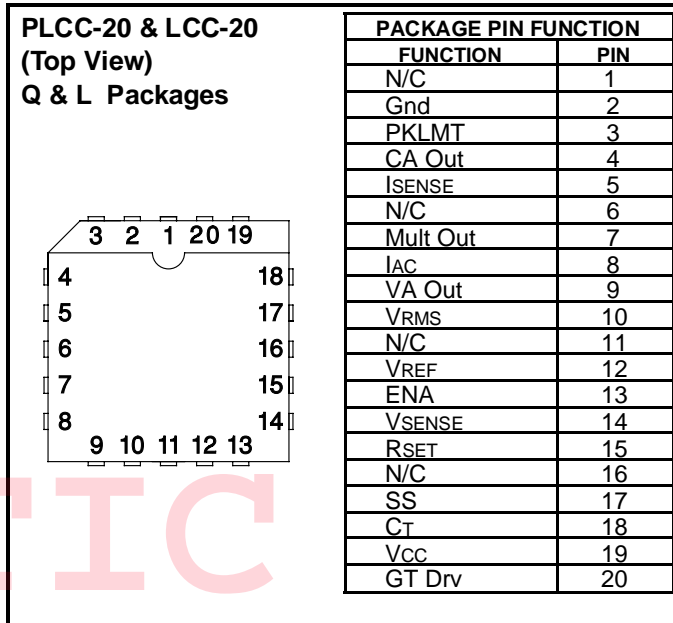 PLCC-20 & LCC-20
(Top View)
Q & L Packages
3 2 1 20 19
4 18
5 17
6 16
7 15
8 14
9 10 11 12 13
PACKAGE PIN FUNCTION
FUNCTION PIN
N/C 1
Gnd 2
PKLMT 3
CA Out 4
ISENSE 5
N/C 6
Mult Out 7
IAC 8
VA Out 9
VRMS 10
N/C 11
VREF 12
ENA 13
VSENSE 14
RSET 15
N/C 16
SS 17
CT 18
VCC 19
GT Drv 20
TIC